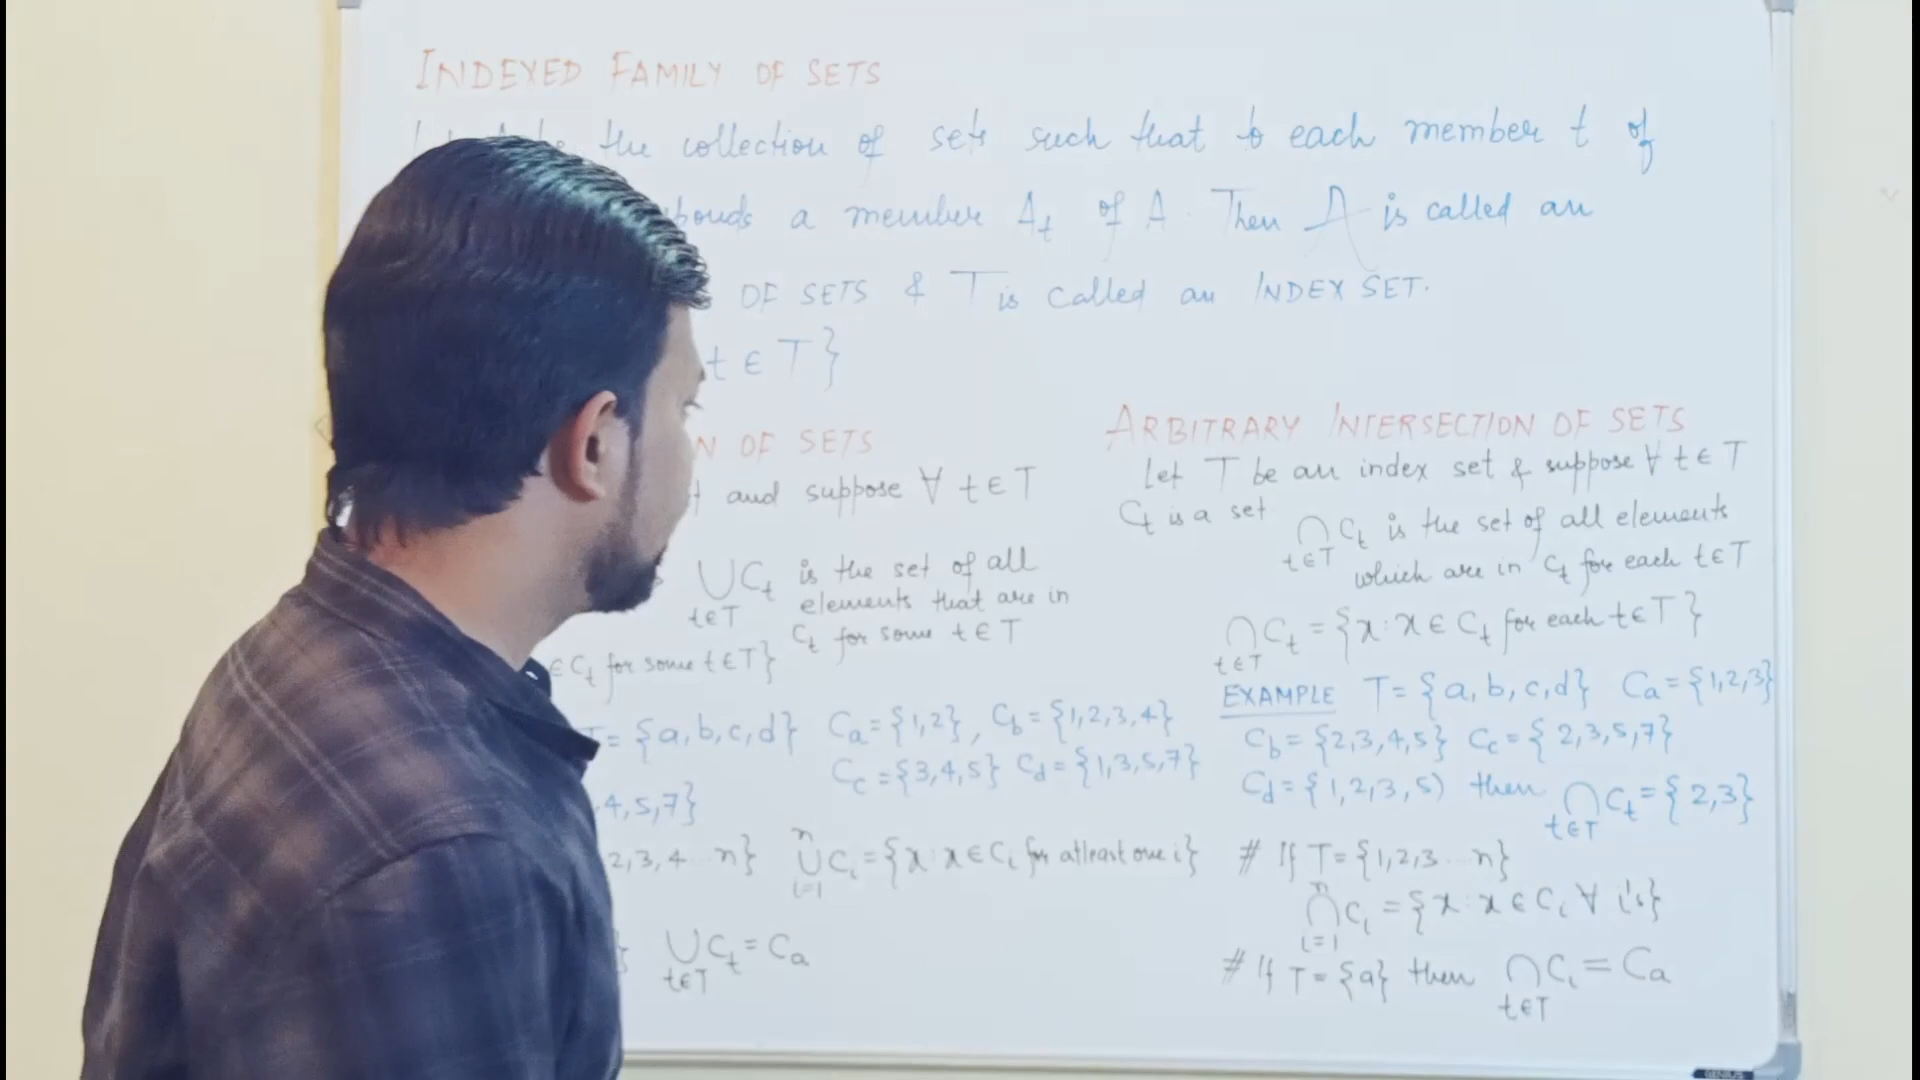 INDEXED FAMILY OF SETS
the collection of sets such that to each member t of
a member A_t of A. Then A is called an
OF SETS & T is called an INDEX SET.
t ∈ T}
N OF SETS
and suppose ∀ t∈T
⋃_{t∈T} C_t is the set of all
elements that are in
C_t for some t∈T
∈ C_t for some t∈T}
T= {a,b,c,d} C_a={1,2}, C_b={1,2,3,4}
C_c={3,4,5} C_d={1,3,5,7}
4,5,7}
2,3,4...n} ⋃_{i=1}^{n} C_i={x:x∈C_i for atleast one i}
⋃_{t∈T} C_t= C_a
ARBITRARY INTERSECTION OF SETS
Let T be an index set & suppose ∀ t∈T
C_t is a set
⋂_{t∈T} C_t is the set of all elements
which are in C_t for each t∈T
⋂_{t∈T} C_t = {x:x∈C_t for each t∈T}
EXAMPLE T={a,b,c,d} C_a={1,2,3}
C_b={2,3,4,5} C_c={2,3,5,7}
C_d={1,2,3,5) then ⋂_{t∈T} C_t={2,3}
# If T={1,2,3...n}
⋂_{i=1}^{n} C_i={x:x∈C_i ∀ i's}
# If T={a} then ⋂_{t∈T} C_i= C_a
GENIUS